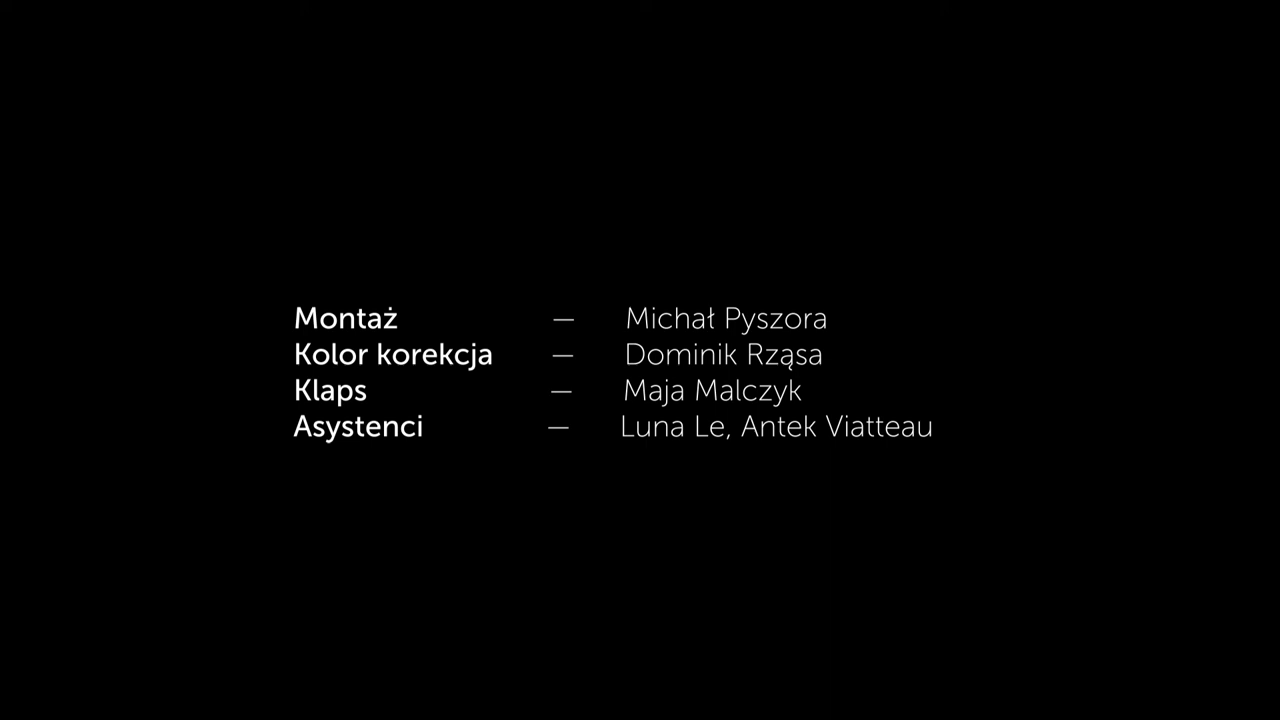 Montaż — Michał Pyszora
Kolor korekcja — Dominik Rząsa
Klaps — Maja Malczyk
Asystenci — Luna Le, Antek Viatteau